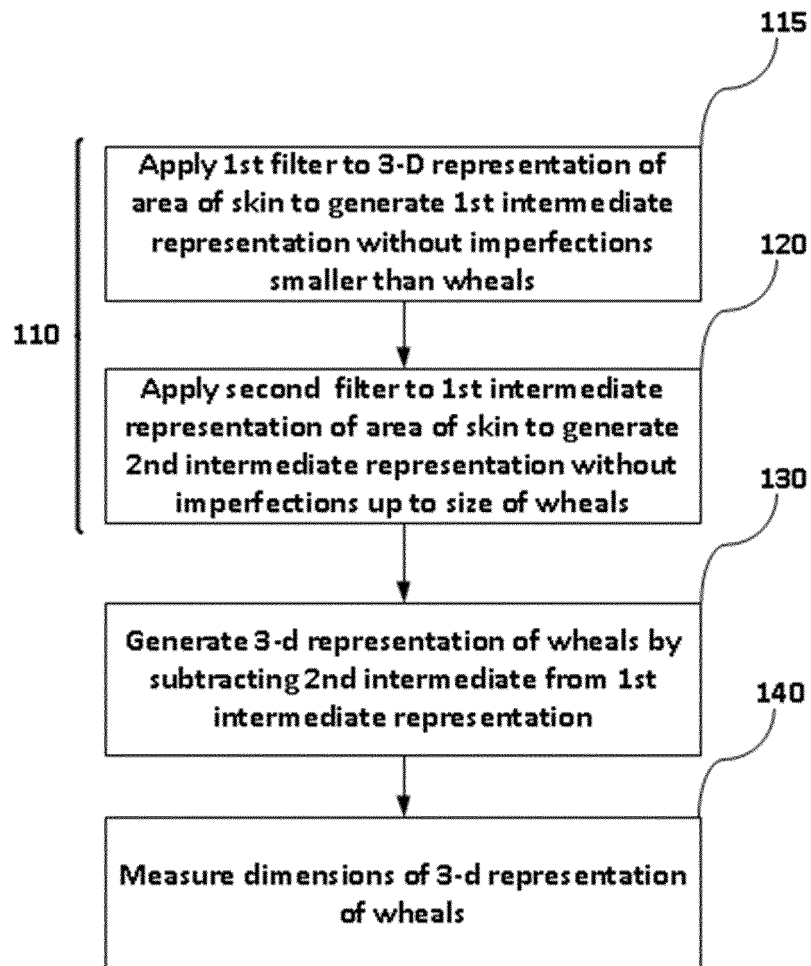 115
Apply 1st filter to 3-D representation of
area of skin to generate 1st intermediate
representation without imperfections
smaller than wheals
120
110
Apply second filter to 1st intermediate
representation of area of skin to generate
2nd intermediate representation without
imperfections up to size of wheals
130
Generate 3-d representation of wheals by
subtracting 2nd intermediate from 1st
intermediate representation
140
Measure dimensions of 3-d representation
of wheals